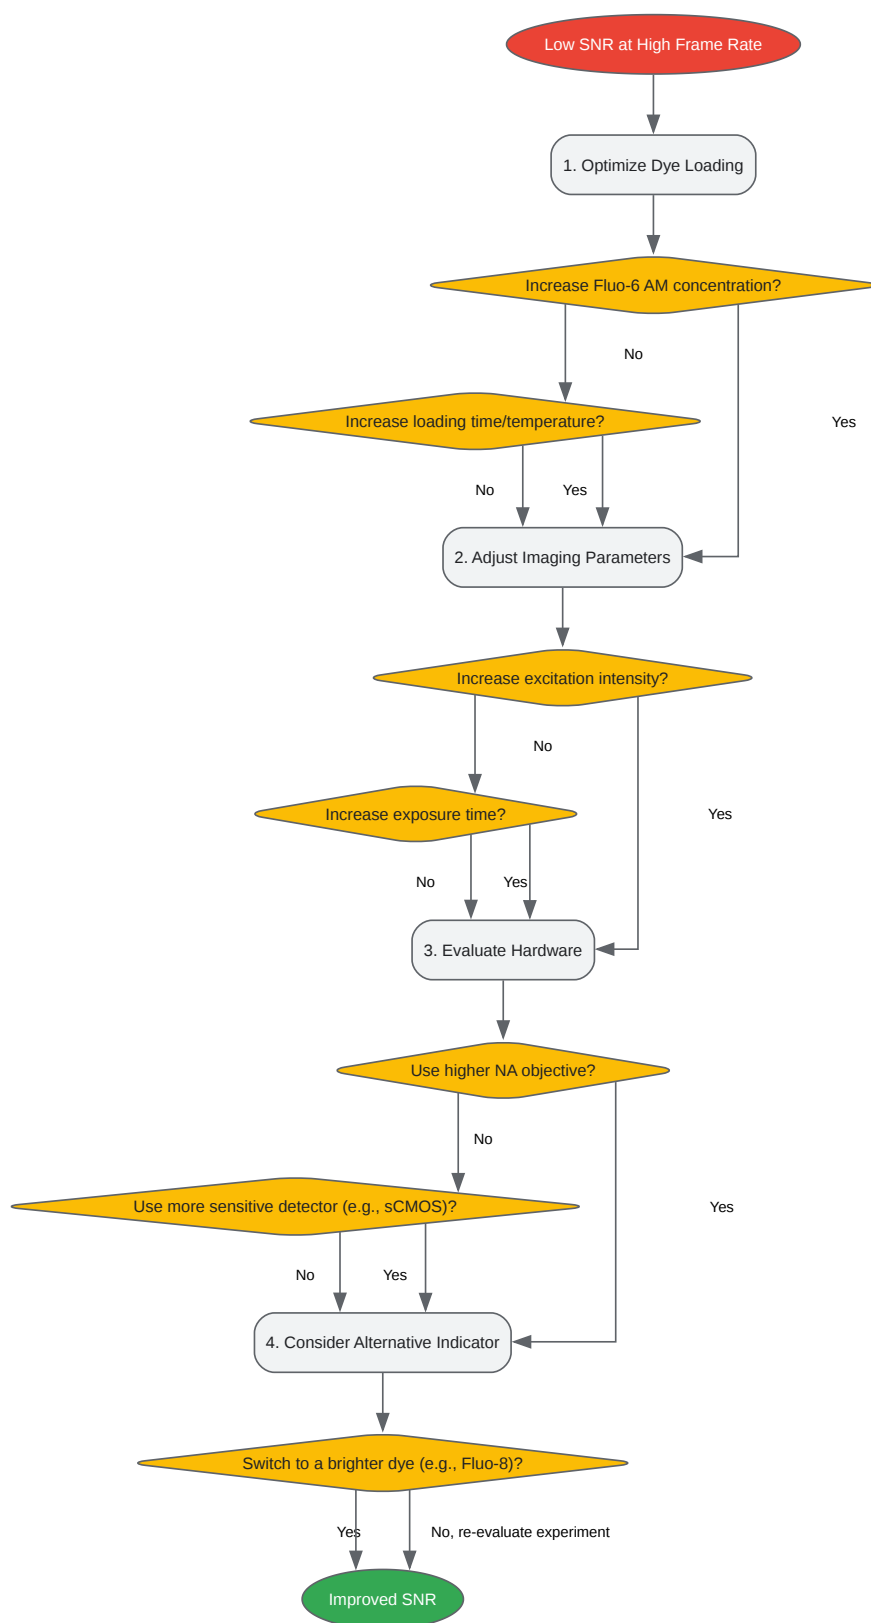 Low SNR at High Frame Rate
1. Optimize Dye Loading
Increase Fluo-6 AM concentration?
No
Increase loading time/temperature?
Yes
No
Yes
2. Adjust Imaging Parameters
Increase excitation intensity?
No
Increase exposure time?
Yes
No
Yes
3. Evaluate Hardware
Use higher NA objective?
No
Use more sensitive detector (e.g., sCMOS)?
Yes
No
Yes
4. Consider Alternative Indicator
Switch to a brighter dye (e.g., Fluo-8)?
Yes
No, re-evaluate experiment
Improved SNR